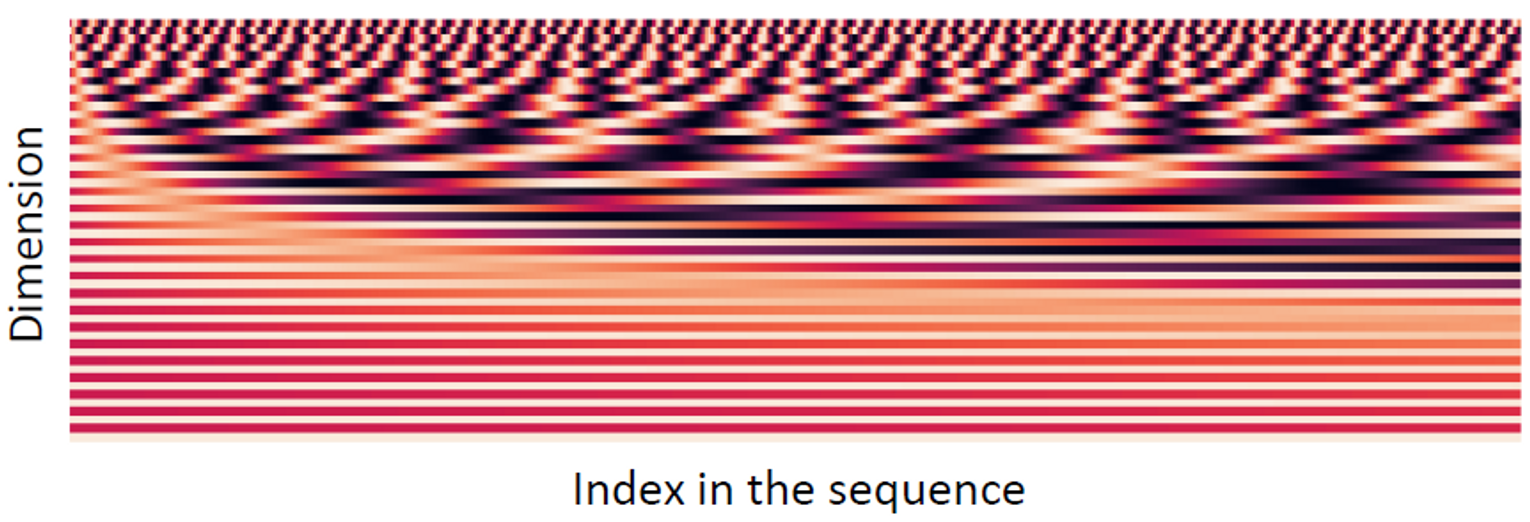 Dimension
Index in the sequence